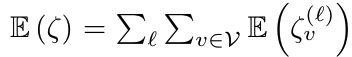 𝔼 (ζ) = ∑_ℓ ∑_{v∈𝒱} 𝔼 (ζ_v^{(ℓ)})